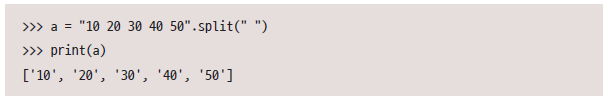 >>> a = "10 20 30 40 50".split(" ")
>>> print(a)
['10', '20', '30', '40', '50']